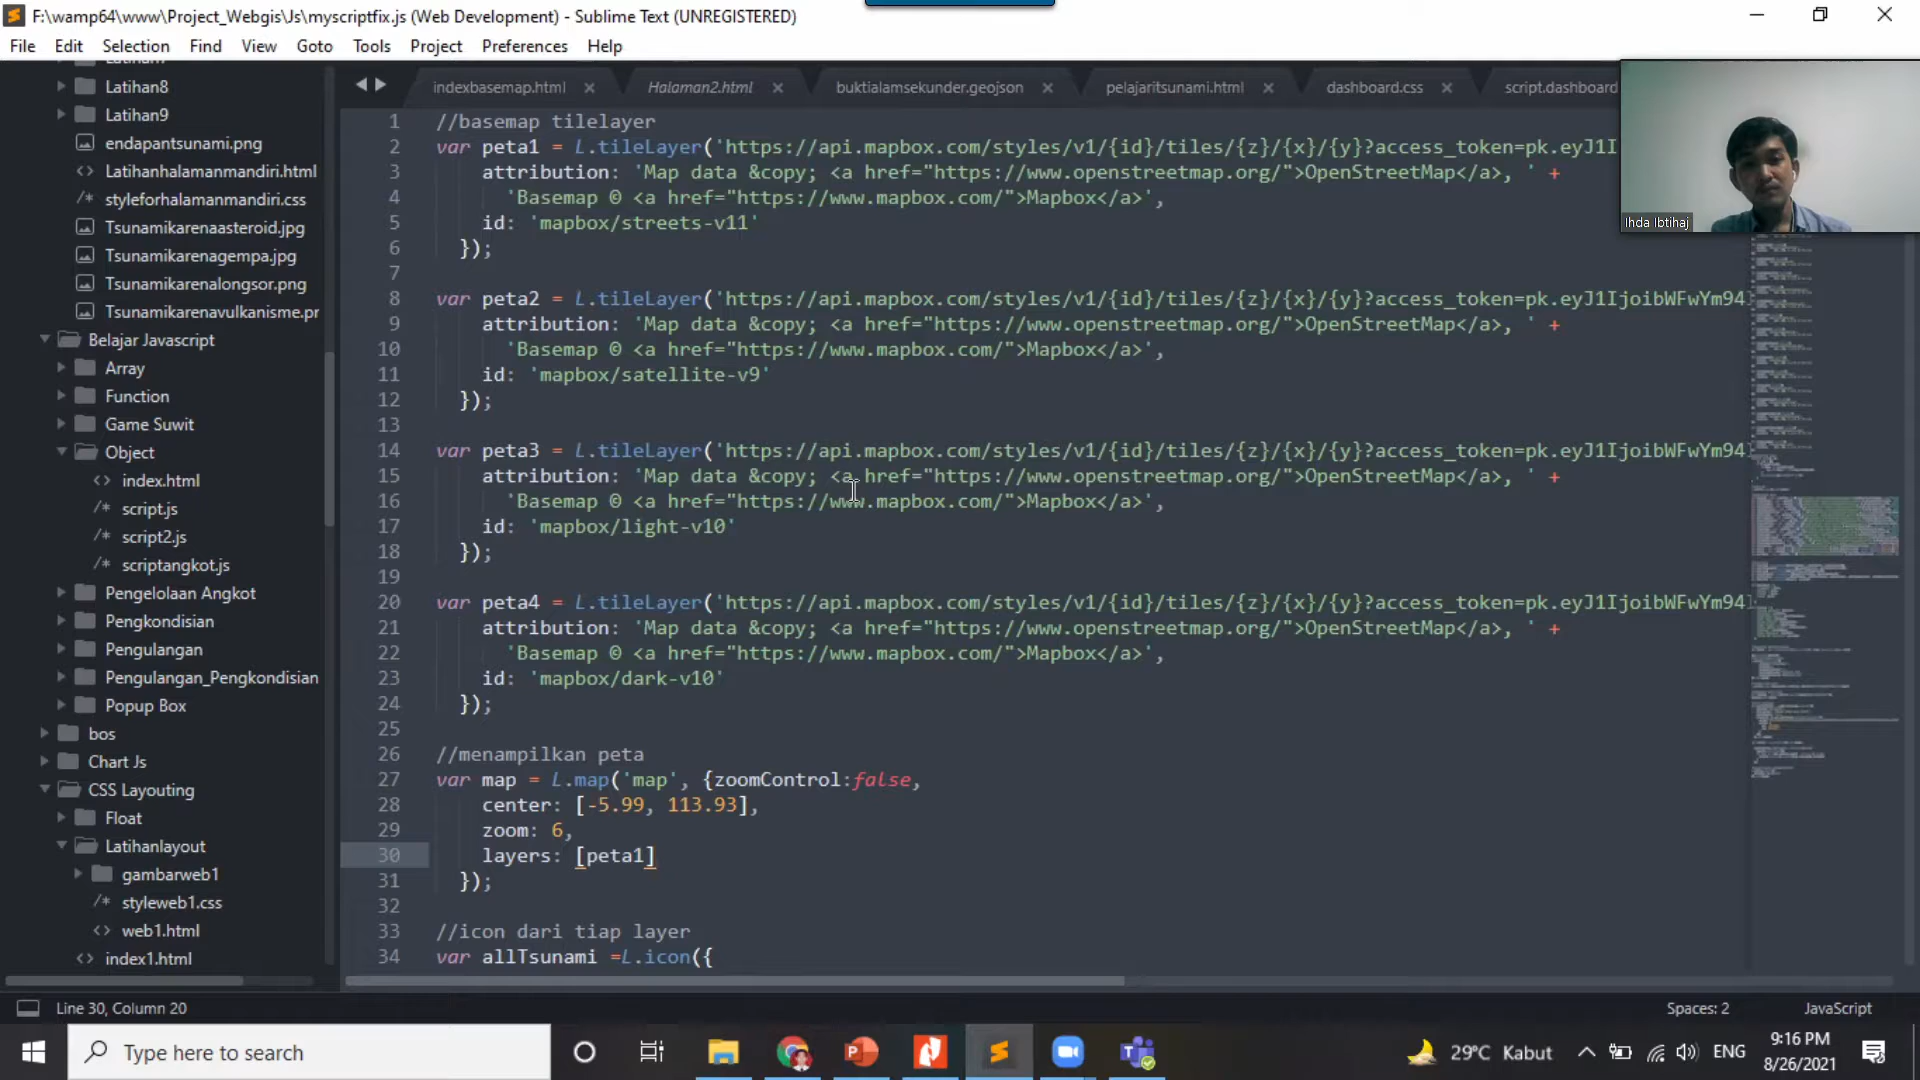 F:\wamp64\www\Project_Webgis\Js\myscriptfix.js (Web Development) - Sublime Text (UNREGISTERED)
File Edit Selection Find View Goto Tools Project Preferences Help
indexbasemap.html × Halaman2.html × buktialamsekunder.geojson × pelajaritsunami.html × dashboard.css × script.dashboard
Latihan8
Latihan9
endapantsunami.png
Latihanhalamanmandiri.html
styleforhalamanmandiri.css
Tsunamikarenaasteroid.jpg
Tsunamikarenagempa.jpg
Tsunamikarenalongsor.png
Tsunamikarenavulkanisme.pr
Belajar Javascript
Array
Function
Game Suwit
Object
index.html
script.js
script2.js
scriptangkot.js
Pengelolaan Angkot
Pengkondisian
Pengulangan
Pengulangan_Pengkondisian
Popup Box
bos
Chart Js
CSS Layouting
Float
Latihanlayout
gambarweb1
styleweb1.css
web1.html
index1.html
1 //basemap tilelayer
2 var peta1 = L.tileLayer('https://api.mapbox.com/styles/v1/{id}/tiles/{z}/{x}/{y}?access_token=pk.eyJ1I
3 attribution: 'Map data &copy; <a href="https://www.openstreetmap.org/">OpenStreetMap</a>, ' +
4 'Basemap © <a href="https://www.mapbox.com/">Mapbox</a>',
5 id: 'mapbox/streets-v11'
6 });
7
8 var peta2 = L.tileLayer('https://api.mapbox.com/styles/v1/{id}/tiles/{z}/{x}/{y}?access_token=pk.eyJ1IjoibWFwYm94
9 attribution: 'Map data &copy; <a href="https://www.openstreetmap.org/">OpenStreetMap</a>, ' +
10 'Basemap © <a href="https://www.mapbox.com/">Mapbox</a>',
11 id: 'mapbox/satellite-v9'
12 });
13
14 var peta3 = L.tileLayer('https://api.mapbox.com/styles/v1/{id}/tiles/{z}/{x}/{y}?access_token=pk.eyJ1IjoibWFwYm94
15 attribution: 'Map data &copy; <a href="https://www.openstreetmap.org/">OpenStreetMap</a>, ' +
16 'Basemap © <a href="https://www.mapbox.com/">Mapbox</a>',
17 id: 'mapbox/light-v10'
18 });
19
20 var peta4 = L.tileLayer('https://api.mapbox.com/styles/v1/{id}/tiles/{z}/{x}/{y}?access_token=pk.eyJ1IjoibWFwYm94
21 attribution: 'Map data &copy; <a href="https://www.openstreetmap.org/">OpenStreetMap</a>, ' +
22 'Basemap © <a href="https://www.mapbox.com/">Mapbox</a>',
23 id: 'mapbox/dark-v10'
24 });
25
26 //menampilkan peta
27 var map = L.map('map', {zoomControl:false,
28 center: [-5.99, 113.93],
29 zoom: 6,
30 layers: [peta1]
31 });
32
33 //icon dari tiap layer
34 var allTsunami =L.icon({
Ihda Ibtihaj
Line 30, Column 20 Spaces: 2 JavaScript
Type here to search
29°C Kabut ENG
9:16 PM
8/26/2021